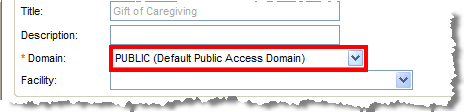 Title: Gift of Caregiving
Description:
* Domain: PUBLIC (Default Public Access Domain)
Facility: